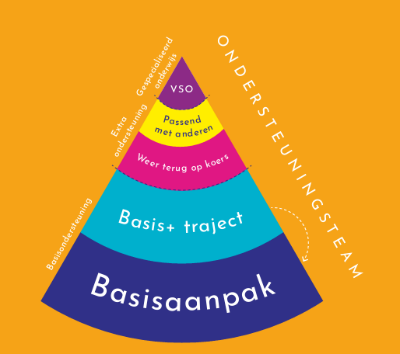 ONDERSTEUNINGSTEAM
Gespecialiseerd
onderwijs
VSO
Extra
ondersteuning
Passend
met anderen
Weer terug op koers
Basisondersteuning
Basis+ traject
Basisaanpak